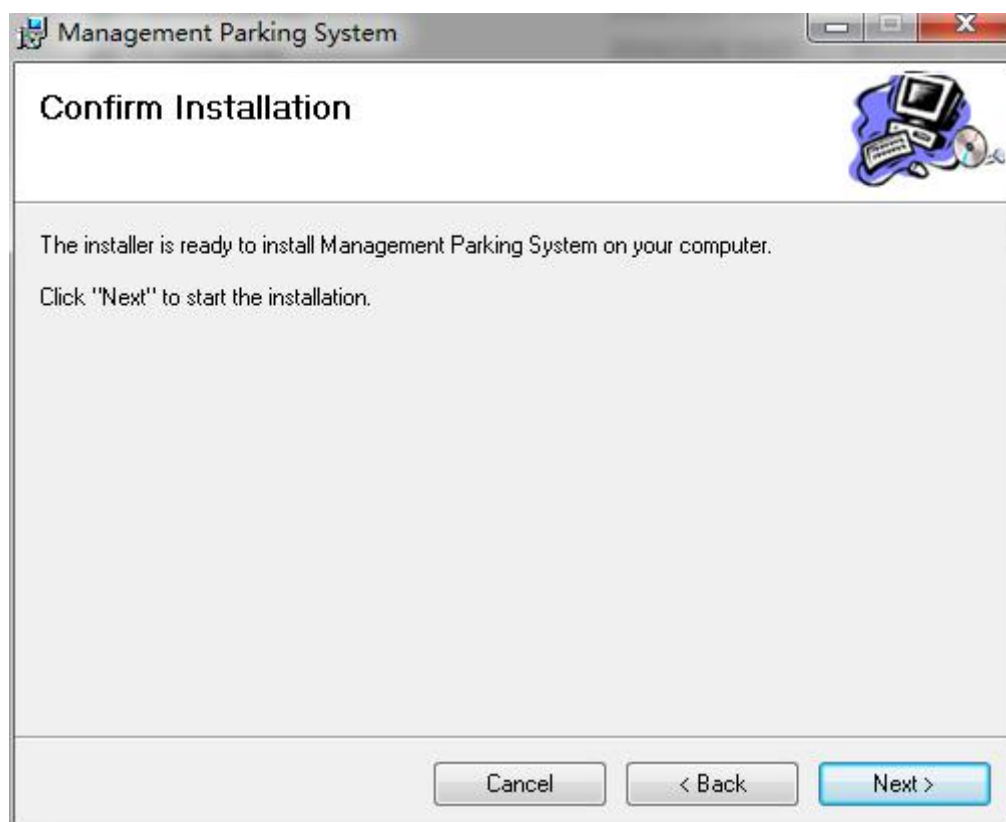 Management Parking System
Confirm Installation
The installer is ready to install Management Parking System on your computer.
Click "Next" to start the installation.
Cancel
< Back
Next >